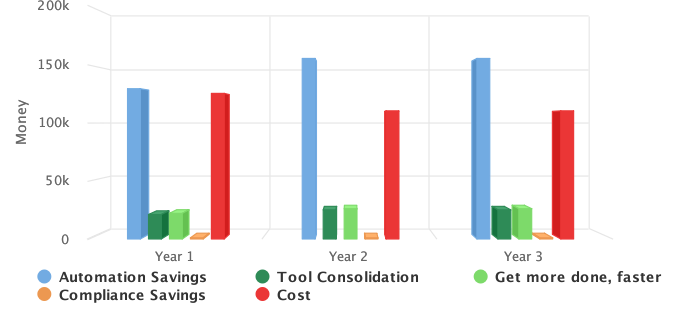 200k
150k
100k
50k
0
Money
Year 1 Year 2 Year 3
Automation Savings Tool Consolidation Get more done, faster
Compliance Savings Cost